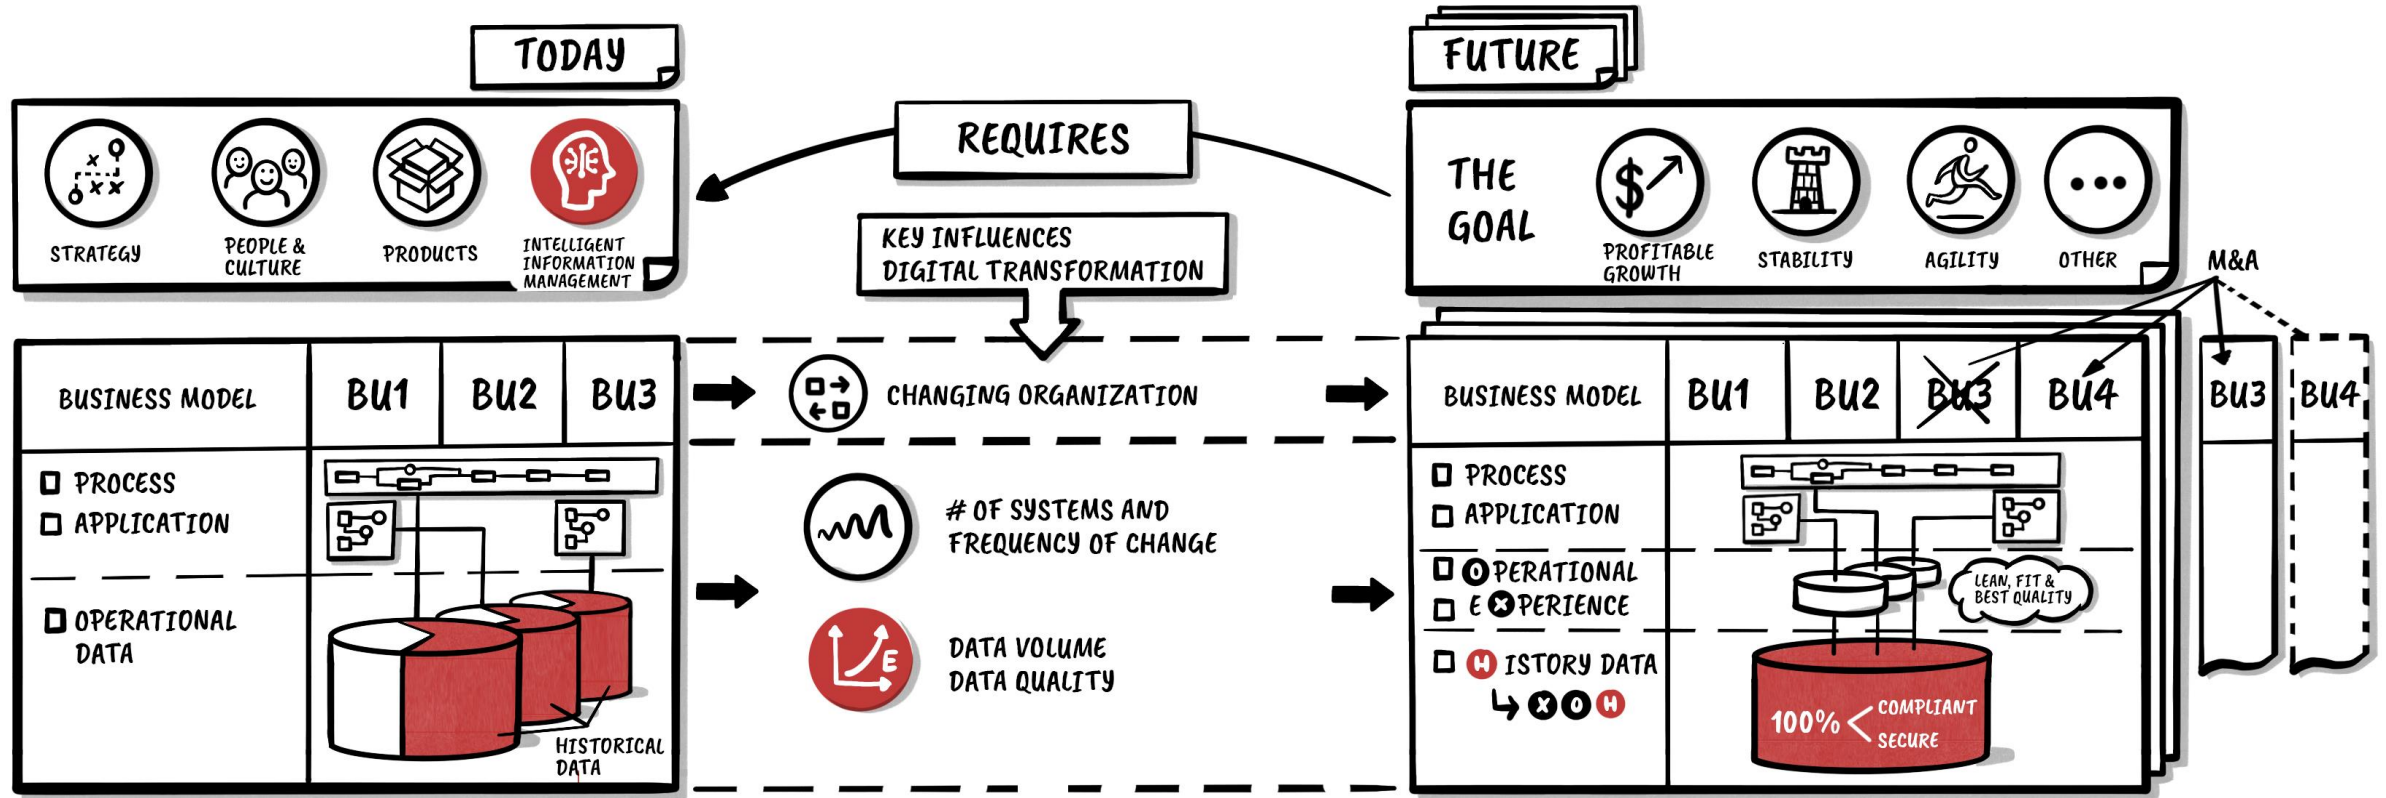 TODAY
STRATEGY
PEOPLE &
CULTURE
PRODUCTS
INTELLIGENT
INFORMATION
MANAGEMENT
REQUIRES
KEY INFLUENCES
DIGITAL TRANSFORMATION
FUTURE
THE
GOAL
$
PROFITABLE
GROWTH
STABILITY
AGILITY
OTHER
M&A
BUSINESS MODEL
BU1
BU2
BU3
PROCESS
APPLICATION
OPERATIONAL
DATA
HISTORICAL
DATA
CHANGING ORGANIZATION
# OF SYSTEMS AND
FREQUENCY OF CHANGE
E
DATA VOLUME
DATA QUALITY
BUSINESS MODEL
BU1
BU2
BU3
BU4
BU3
BU4
PROCESS
APPLICATION
OPERATIONAL
EXPERIENCE
LEAN, FIT &
BEST QUALITY
HISTORY DATA
X O H
100%
COMPLIANT
SECURE